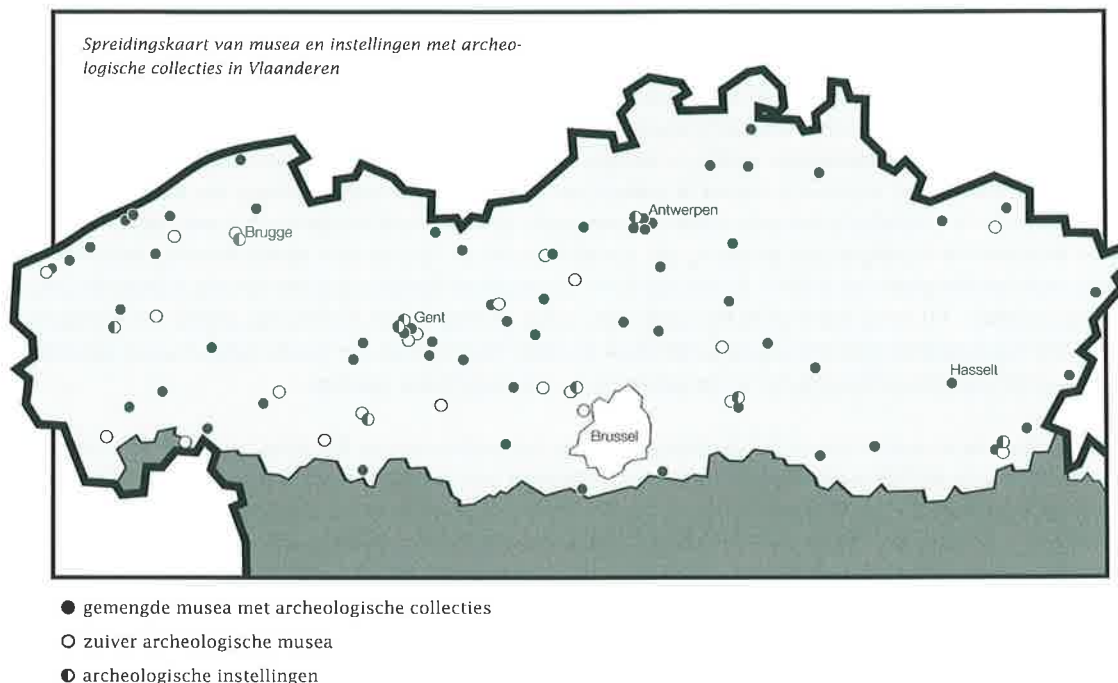 Spreidingskaart van musea en instellingen met archeo-
logische collecties in Vlaanderen
Antwerpen
Brugge
Gent
Hasselt
Brussel
gemengde musea met archeologische collecties
zuiver archeologische musea
archeologische instellingen